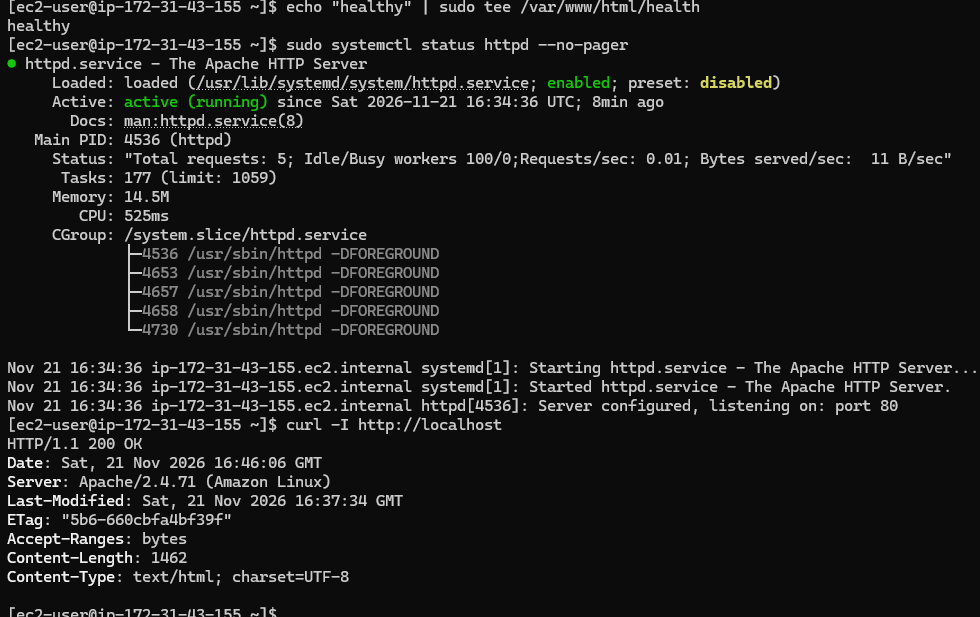 [ec2-user@ip-172-31-43-155 ~]$ echo "healthy" | sudo tee /var/www/html/health
healthy
[ec2-user@ip-172-31-43-155 ~]$ sudo systemctl status httpd --no-pager
● httpd.service - The Apache HTTP Server
     Loaded: loaded (/usr/lib/systemd/system/httpd.service; enabled; preset: disabled)
     Active: active (running) since Sat 2026-11-21 16:34:36 UTC; 8min ago
       Docs: man:httpd.service(8)
   Main PID: 4536 (httpd)
     Status: "Total requests: 5; Idle/Busy workers 100/0;Requests/sec: 0.01; Bytes served/sec:  11 B/sec"
      Tasks: 177 (limit: 1059)
     Memory: 14.5M
        CPU: 525ms
     CGroup: /system.slice/httpd.service
             ├─4536 /usr/sbin/httpd -DFOREGROUND
             ├─4653 /usr/sbin/httpd -DFOREGROUND
             ├─4657 /usr/sbin/httpd -DFOREGROUND
             ├─4658 /usr/sbin/httpd -DFOREGROUND
             └─4730 /usr/sbin/httpd -DFOREGROUND

Nov 21 16:34:36 ip-172-31-43-155.ec2.internal systemd[1]: Starting httpd.service - The Apache HTTP Server...
Nov 21 16:34:36 ip-172-31-43-155.ec2.internal systemd[1]: Started httpd.service - The Apache HTTP Server.
Nov 21 16:34:36 ip-172-31-43-155.ec2.internal httpd[4536]: Server configured, listening on: port 80
[ec2-user@ip-172-31-43-155 ~]$ curl -I http://localhost
HTTP/1.1 200 OK
Date: Sat, 21 Nov 2026 16:46:06 GMT
Server: Apache/2.4.71 (Amazon Linux)
Last-Modified: Sat, 21 Nov 2026 16:37:34 GMT
ETag: "5b6-660cbfa4bf39f"
Accept-Ranges: bytes
Content-Length: 1462
Content-Type: text/html; charset=UTF-8

[ec2-user@ip-172-31-43-155 ~]$